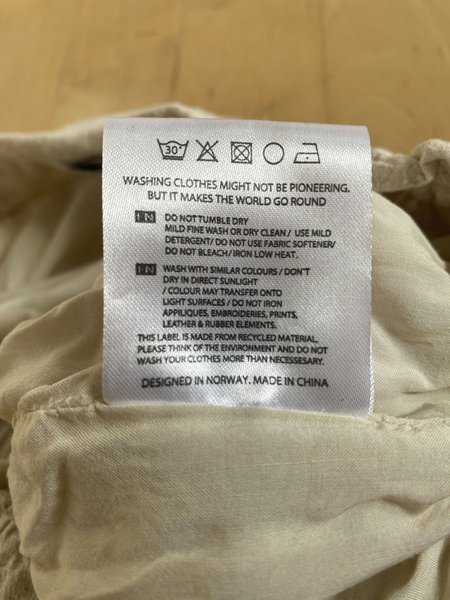 30°
WASHING CLOTHES MIGHT NOT BE PIONEERING.
BUT IT MAKES THE WORLD GO ROUND
EN DO NOT TUMBLE DRY
MILD FINE WASH OR DRY CLEAN/ USE MILD
DETERGENT/ DO NOT USE FABRIC SOFTENER/
DO NOT BLEACH/ IRON LOW HEAT.
EN WASH WITH SIMILAR COLOURS / DON'T
DRY IN DIRECT SUNLIGHT
/ COLOUR MAY TRANSFER ONTO
LIGHT SURFACES / DO NOT IRON
APPLIQUES, EMBROIDERIES, PRINTS,
LEATHER & RUBBER ELEMENTS.
THIS LABEL IS MADE FROM RECYCLED MATERIAL.
PLEASE THINK OF THE ENVIRONMENT AND DO NOT
WASH YOUR CLOTHES MORE THAN NECESSESARY.
DESIGNED IN NORWAY. MADE IN CHINA